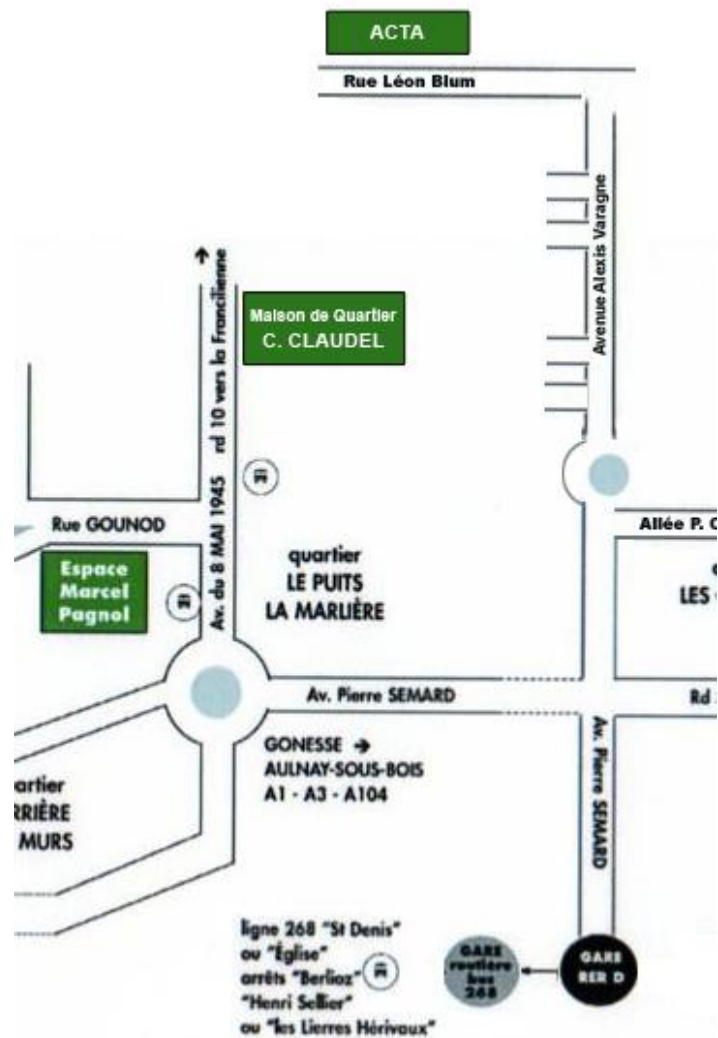 ACTA
Rue Léon Blum
Avenue Alexis Varagne
Maison de Quartier
C. CLAUDEL
Av. du 8 MAI 1945 rd 10 vers la Francilienne →
Rue GOUNOD
Allée P.
Espace
Marcel
Pagnol
quartier
LE PUITS
LA MARLIÈRE
LES
Av. Pierre SEMARD
Rd
Av. Pierre SEMARD
GONESSE →
AULNAY-SOUS-BOIS
A1 - A3 - A104
artier
RRIÈRE
MURS
ligne 268 "St Denis"
ou "Église"
arrêts "Berlioz"
"Henri Sellier"
ou "les Lierres Hérivaux"
GARE
routière
bus
268
GARE
RER D